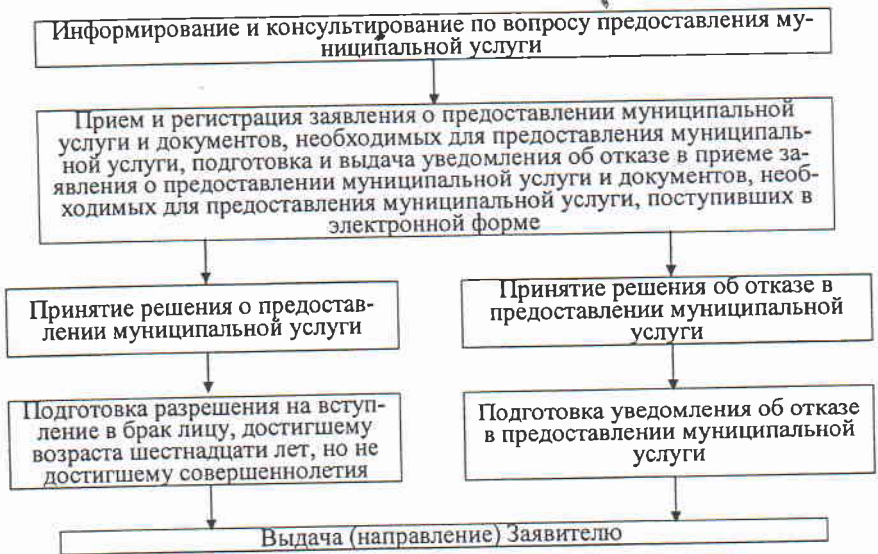 Информирование и консультирование по вопросу предоставления му-
ниципальной услуги
Прием и регистрация заявления о предоставлении муниципальной
услуги и документов, необходимых для предоставления муниципаль-
ной услуги, подготовка и выдача уведомления об отказе в приеме за-
явления о предоставлении муниципальной услуги и документов, необ-
ходимых для предоставления муниципальной услуги, поступивших в
электронной форме
Принятие решения о предостав-
лении муниципальной услуги
Принятие решения об отказе в
предоставлении муниципальной
услуги
Подготовка разрешения на вступ-
ление в брак лицу, достигшему
возраста шестнадцати лет, но не
достигшему совершеннолетия
Подготовка уведомления об отказе
в предоставлении муниципальной
услуги
Выдача (направление) Заявителю